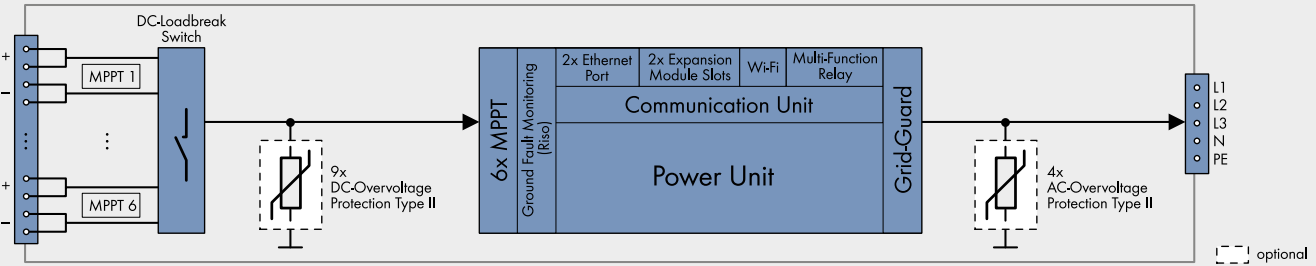 DC-Loadbreak
Switch
+
MPPT 1
−
+
MPPT 6
−
9x
DC-Overvoltage
Protection Type II
6x MPPT
Ground Fault Monitoring
(Riso)
2x Ethernet
Port
2x Expansion
Module Slots
Wi-Fi
Multi-Function
Relay
Communication Unit
Power Unit
Grid-Guard
4x
AC-Overvoltage
Protection Type II
L1
L2
L3
N
PE
optional